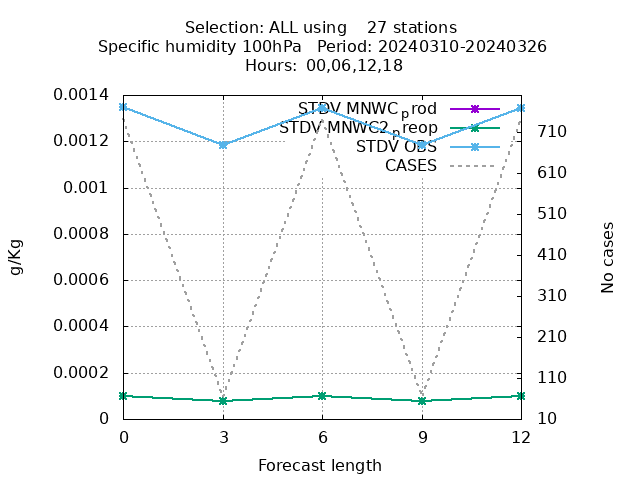 Selection: ALL using    27 stations
Specific humidity 100hPa   Period: 20240310-20240326
Hours: 00,06,12,18
STDV MNWC_prod
STDV MNWC2_preop
STDV OBS
CASES
0.0014
0.0012
0.001
0.0008
0.0006
0.0004
0.0002
0
710
610
510
410
310
210
110
10
g/Kg
No cases
0 3 6 9 12
Forecast length